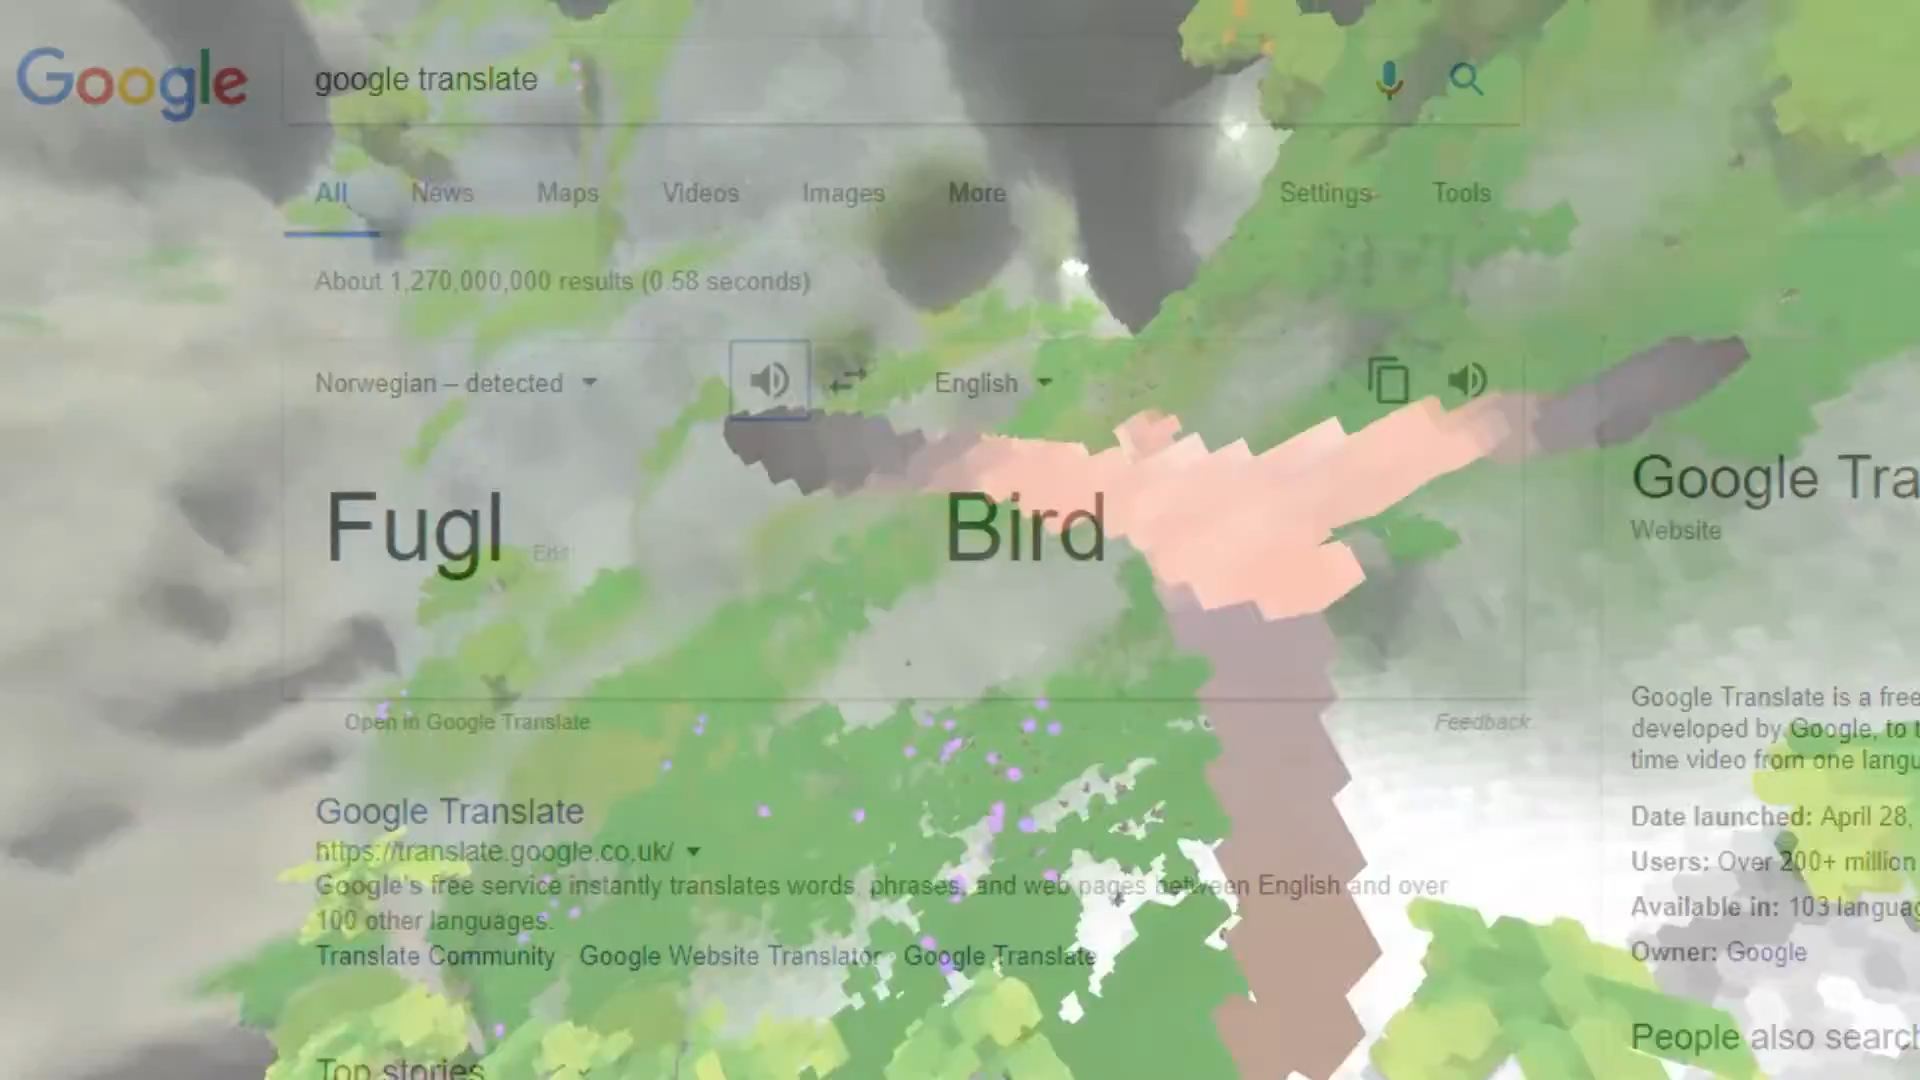 Google
google translate
All News Maps Videos Images More Settings Tools
About 1,270,000,000 results (0.58 seconds)
Norwegian – detected English
Fugl Edit Bird
Open in Google Translate Feedback
Google Translate
https://translate.google.co.uk/
Google's free service instantly translates words, phrases, and web pages between English and over
100 other languages.
Translate Community · Google Website Translator · Google Translate
Top stories
Google Tra
Website
Google Translate is a free
developed by Google, to t
time video from one langu
Date launched: April 28,
Users: Over 200+ million
Available in: 103 languag
Owner: Google
People also search